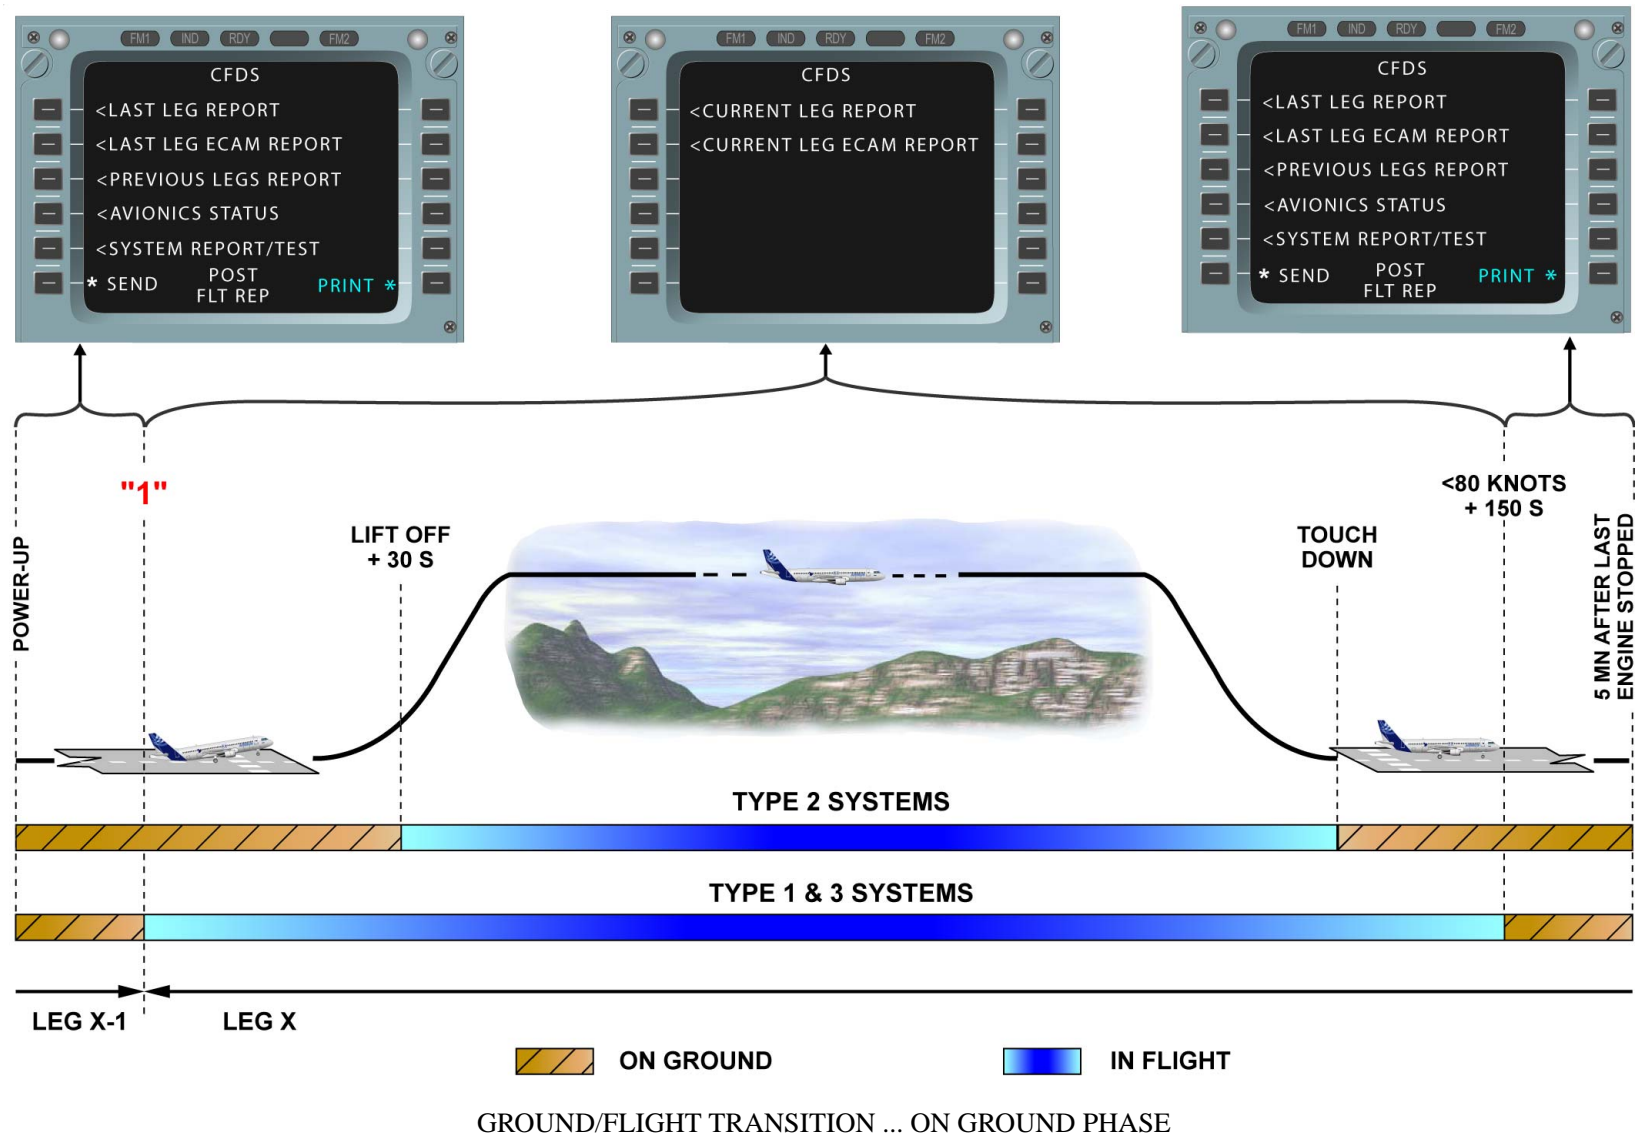 FM1 IND RDY FM2
CFDS
<LAST LEG REPORT
<LAST LEG ECAM REPORT
<PREVIOUS LEGS REPORT
<AVIONICS STATUS
<SYSTEM REPORT/TEST
* SEND POST PRINT *
FLT REP
FM1 IND RDY FM2
CFDS
<CURRENT LEG REPORT
<CURRENT LEG ECAM REPORT
FM1 IND RDY FM2
CFDS
<LAST LEG REPORT
<LAST LEG ECAM REPORT
<PREVIOUS LEGS REPORT
<AVIONICS STATUS
<SYSTEM REPORT/TEST
* SEND POST PRINT *
FLT REP
POWER-UP
"1"
LIFT OFF
+ 30 S
TOUCH
DOWN
<80 KNOTS
+ 150 S
5 MN AFTER LAST
ENGINE STOPPED
TYPE 2 SYSTEMS
TYPE 1 & 3 SYSTEMS
LEG X-1
LEG X
ON GROUND
IN FLIGHT
GROUND/FLIGHT TRANSITION ... ON GROUND PHASE